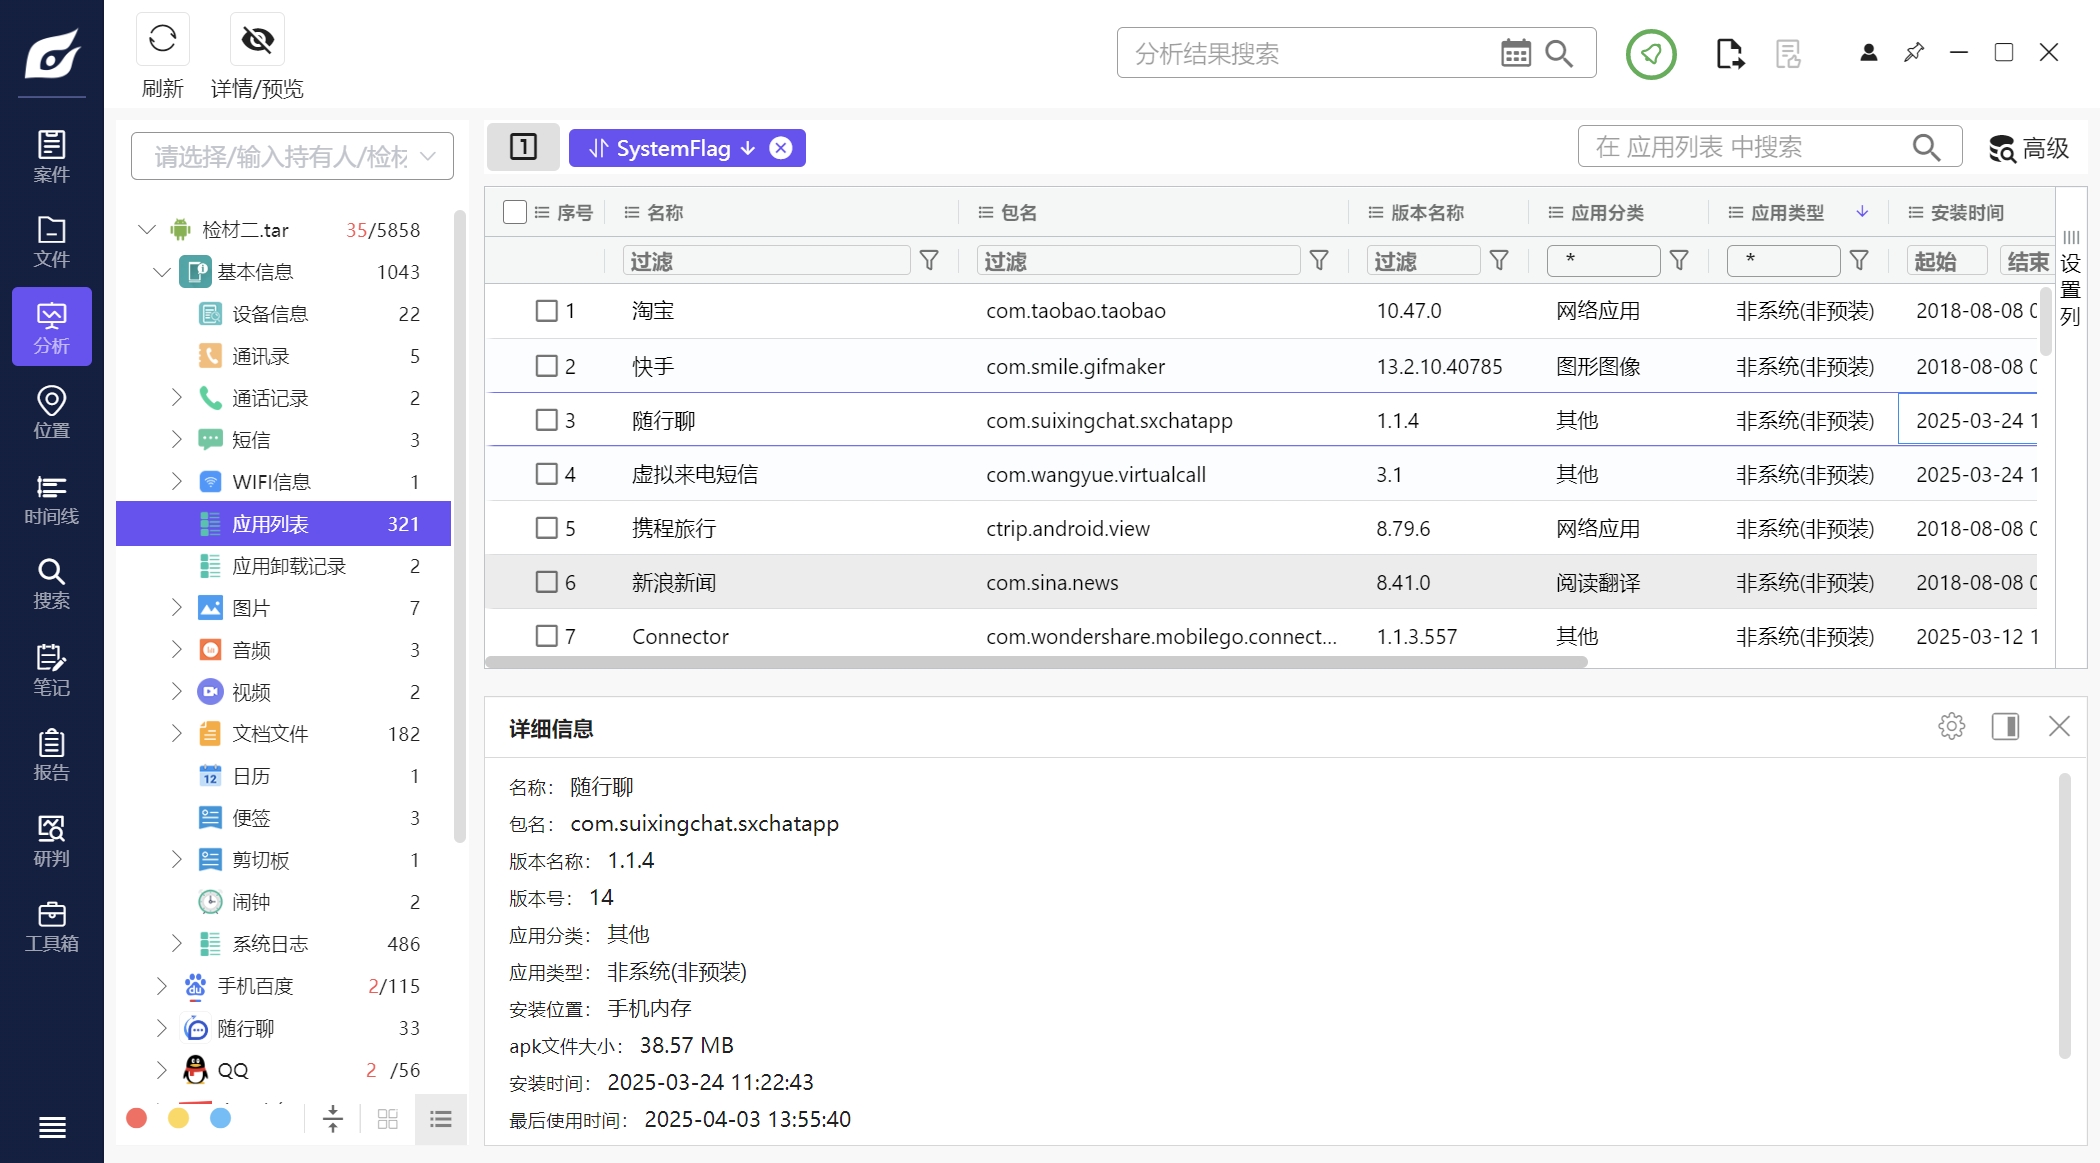 刷新
详情/预览
分析结果搜索
案件
文件
分析
位置
时间线
搜索
笔记
报告
研判
工具箱
请选择/输入持有人/检材
检材二.tar 35/5858
基本信息 1043
设备信息 22
通讯录 5
通话记录 2
短信 3
WIFI信息 1
应用列表 321
应用卸载记录 2
图片 7
音频 3
视频 2
文档文件 182
12 日历 1
便签 3
剪切板 1
闹钟 2
系统日志 486
du 手机百度 2/115
随行聊 33
QQ 2 /56
1 SystemFlag
在 应用列表 中搜索
高级
序号 名称 包名 版本名称 应用分类 应用类型 安装时间
过滤 过滤 过滤 * * 起始 结束
设置列
1 淘宝 com.taobao.taobao 10.47.0 网络应用 非系统(非预装) 2018-08-08 0
2 快手 com.smile.gifmaker 13.2.10.40785 图形图像 非系统(非预装) 2018-08-08 0
3 随行聊 com.suixingchat.sxchatapp 1.1.4 其他 非系统(非预装) 2025-03-24 1
4 虚拟来电短信 com.wangyue.virtualcall 3.1 其他 非系统(非预装) 2025-03-24 1
5 携程旅行 ctrip.android.view 8.79.6 网络应用 非系统(非预装) 2018-08-08 0
6 新浪新闻 com.sina.news 8.41.0 阅读翻译 非系统(非预装) 2018-08-08 0
7 Connector com.wondershare.mobilego.connect... 1.1.3.557 其他 非系统(非预装) 2025-03-12 1
详细信息
名称： 随行聊
包名： com.suixingchat.sxchatapp
版本名称： 1.1.4
版本号： 14
应用分类： 其他
应用类型： 非系统(非预装)
安装位置： 手机内存
apk文件大小： 38.57 MB
安装时间： 2025-03-24 11:22:43
最后使用时间： 2025-04-03 13:55:40